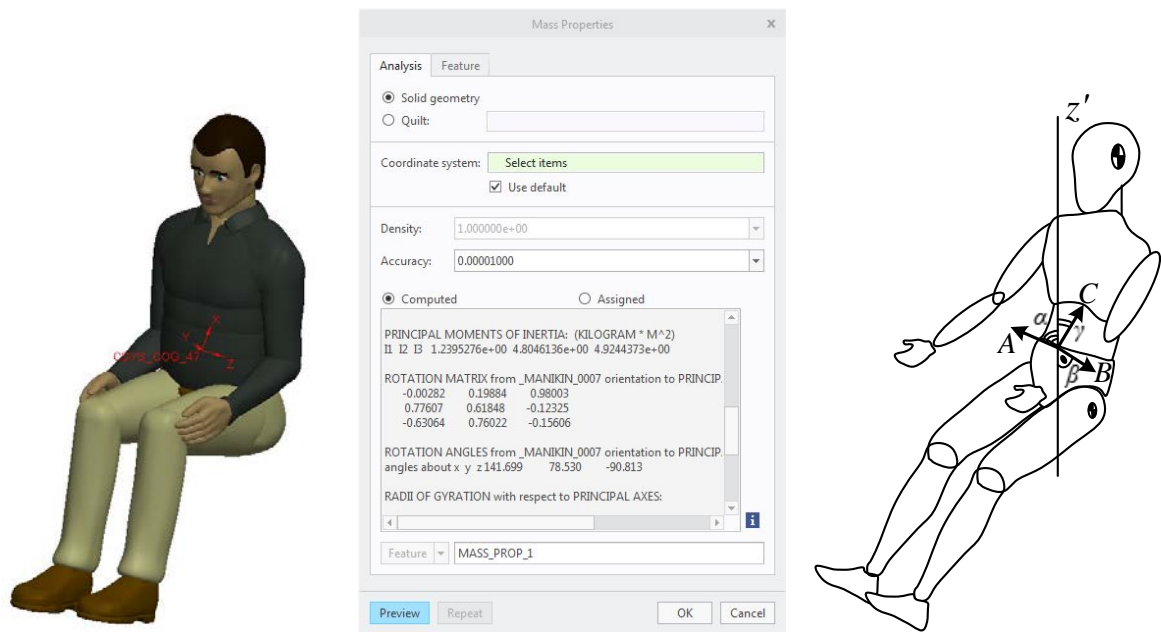 Mass Properties
x
Analysis Feature
Solid geometry
Quilt:
Coordinate system: Select items
Use default
Density: 1.000000e+00
Accuracy: 0.00001000
Computed Assigned
PRINCIPAL MOMENTS OF INERTIA: (KILOGRAM * M^2)
I1 I2 I3 1.2395276e+00 4.8046136e+00 4.9244373e+00
ROTATION MATRIX from _MANIKIN_0007 orientation to PRINCIP
-0.00282 0.19884 0.98003
0.77607 0.61848 -0.12325
-0.63064 0.76022 -0.15606
ROTATION ANGLES from _MANIKIN_0007 orientation to PRINCIP
angles about x y z 141.699 78.530 -90.813
RADII OF GYRATION with respect to PRINCIPAL AXES:
Feature MASS_PROP_1
Preview Repeat OK Cancel
X
Y
Z
z'
C
α
γ
A
β
B